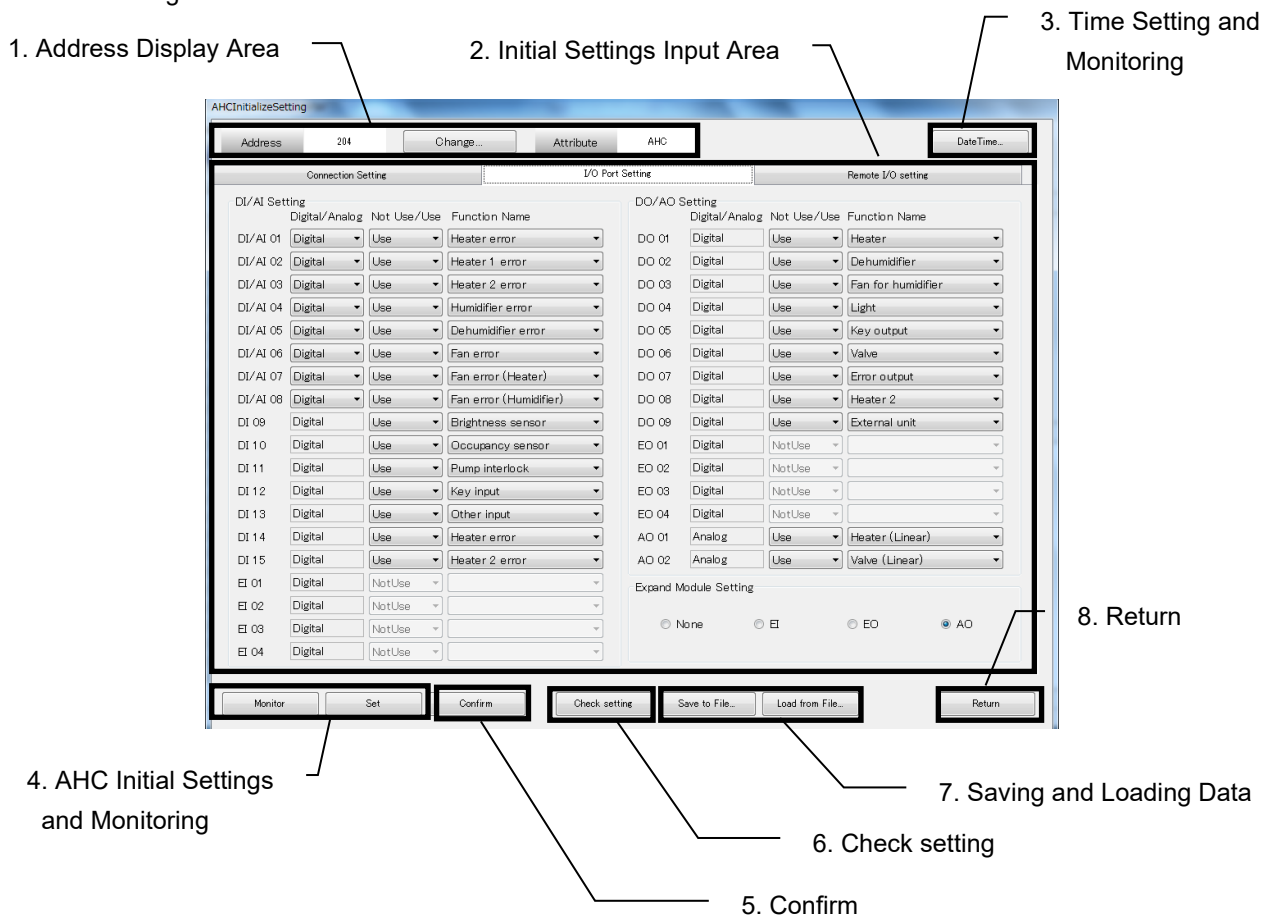 3. Time Setting and
Monitoring
1. Address Display Area
2. Initial Settings Input Area
AHCInitializeSetting
Address 204 Change... Attribute AHC DateTime...
Connection Setting I/O Port Setting Remote I/O setting
DI/AI Setting DO/AO Setting
Digital/Analog Not Use/Use Function Name Digital/Analog Not Use/Use Function Name
DI/AI 01 Digital Use Heater error DO 01 Digital Use Heater
DI/AI 02 Digital Use Heater 1 error DO 02 Digital Use Dehumidifier
DI/AI 03 Digital Use Heater 2 error DO 03 Digital Use Fan for humidifier
DI/AI 04 Digital Use Humidifier error DO 04 Digital Use Light
DI/AI 05 Digital Use Dehumidifier error DO 05 Digital Use Key output
DI/AI 06 Digital Use Fan error DO 06 Digital Use Valve
DI/AI 07 Digital Use Fan error (Heater) DO 07 Digital Use Error output
DI/AI 08 Digital Use Fan error (Humidifier) DO 08 Digital Use Heater 2
DI 09 Digital Use Brightness sensor DO 09 Digital Use External unit
DI 10 Digital Use Occupancy sensor EO 01 Digital NotUse
DI 11 Digital Use Pump interlock EO 02 Digital NotUse
DI 12 Digital Use Key input EO 03 Digital NotUse
DI 13 Digital Use Other input EO 04 Digital NotUse
DI 14 Digital Use Heater error AO 01 Analog Use Heater (Linear)
DI 15 Digital Use Heater 2 error AO 02 Analog Use Valve (Linear)
EI 01 Digital NotUse Expand Module Setting
EI 02 Digital NotUse
EI 03 Digital NotUse None EI EO AO
EI 04 Digital NotUse
8. Return
Monitor Set Confirm Check setting Save to File... Load from File... Return
4. AHC Initial Settings
and Monitoring
7. Saving and Loading Data
6. Check setting
5. Confirm